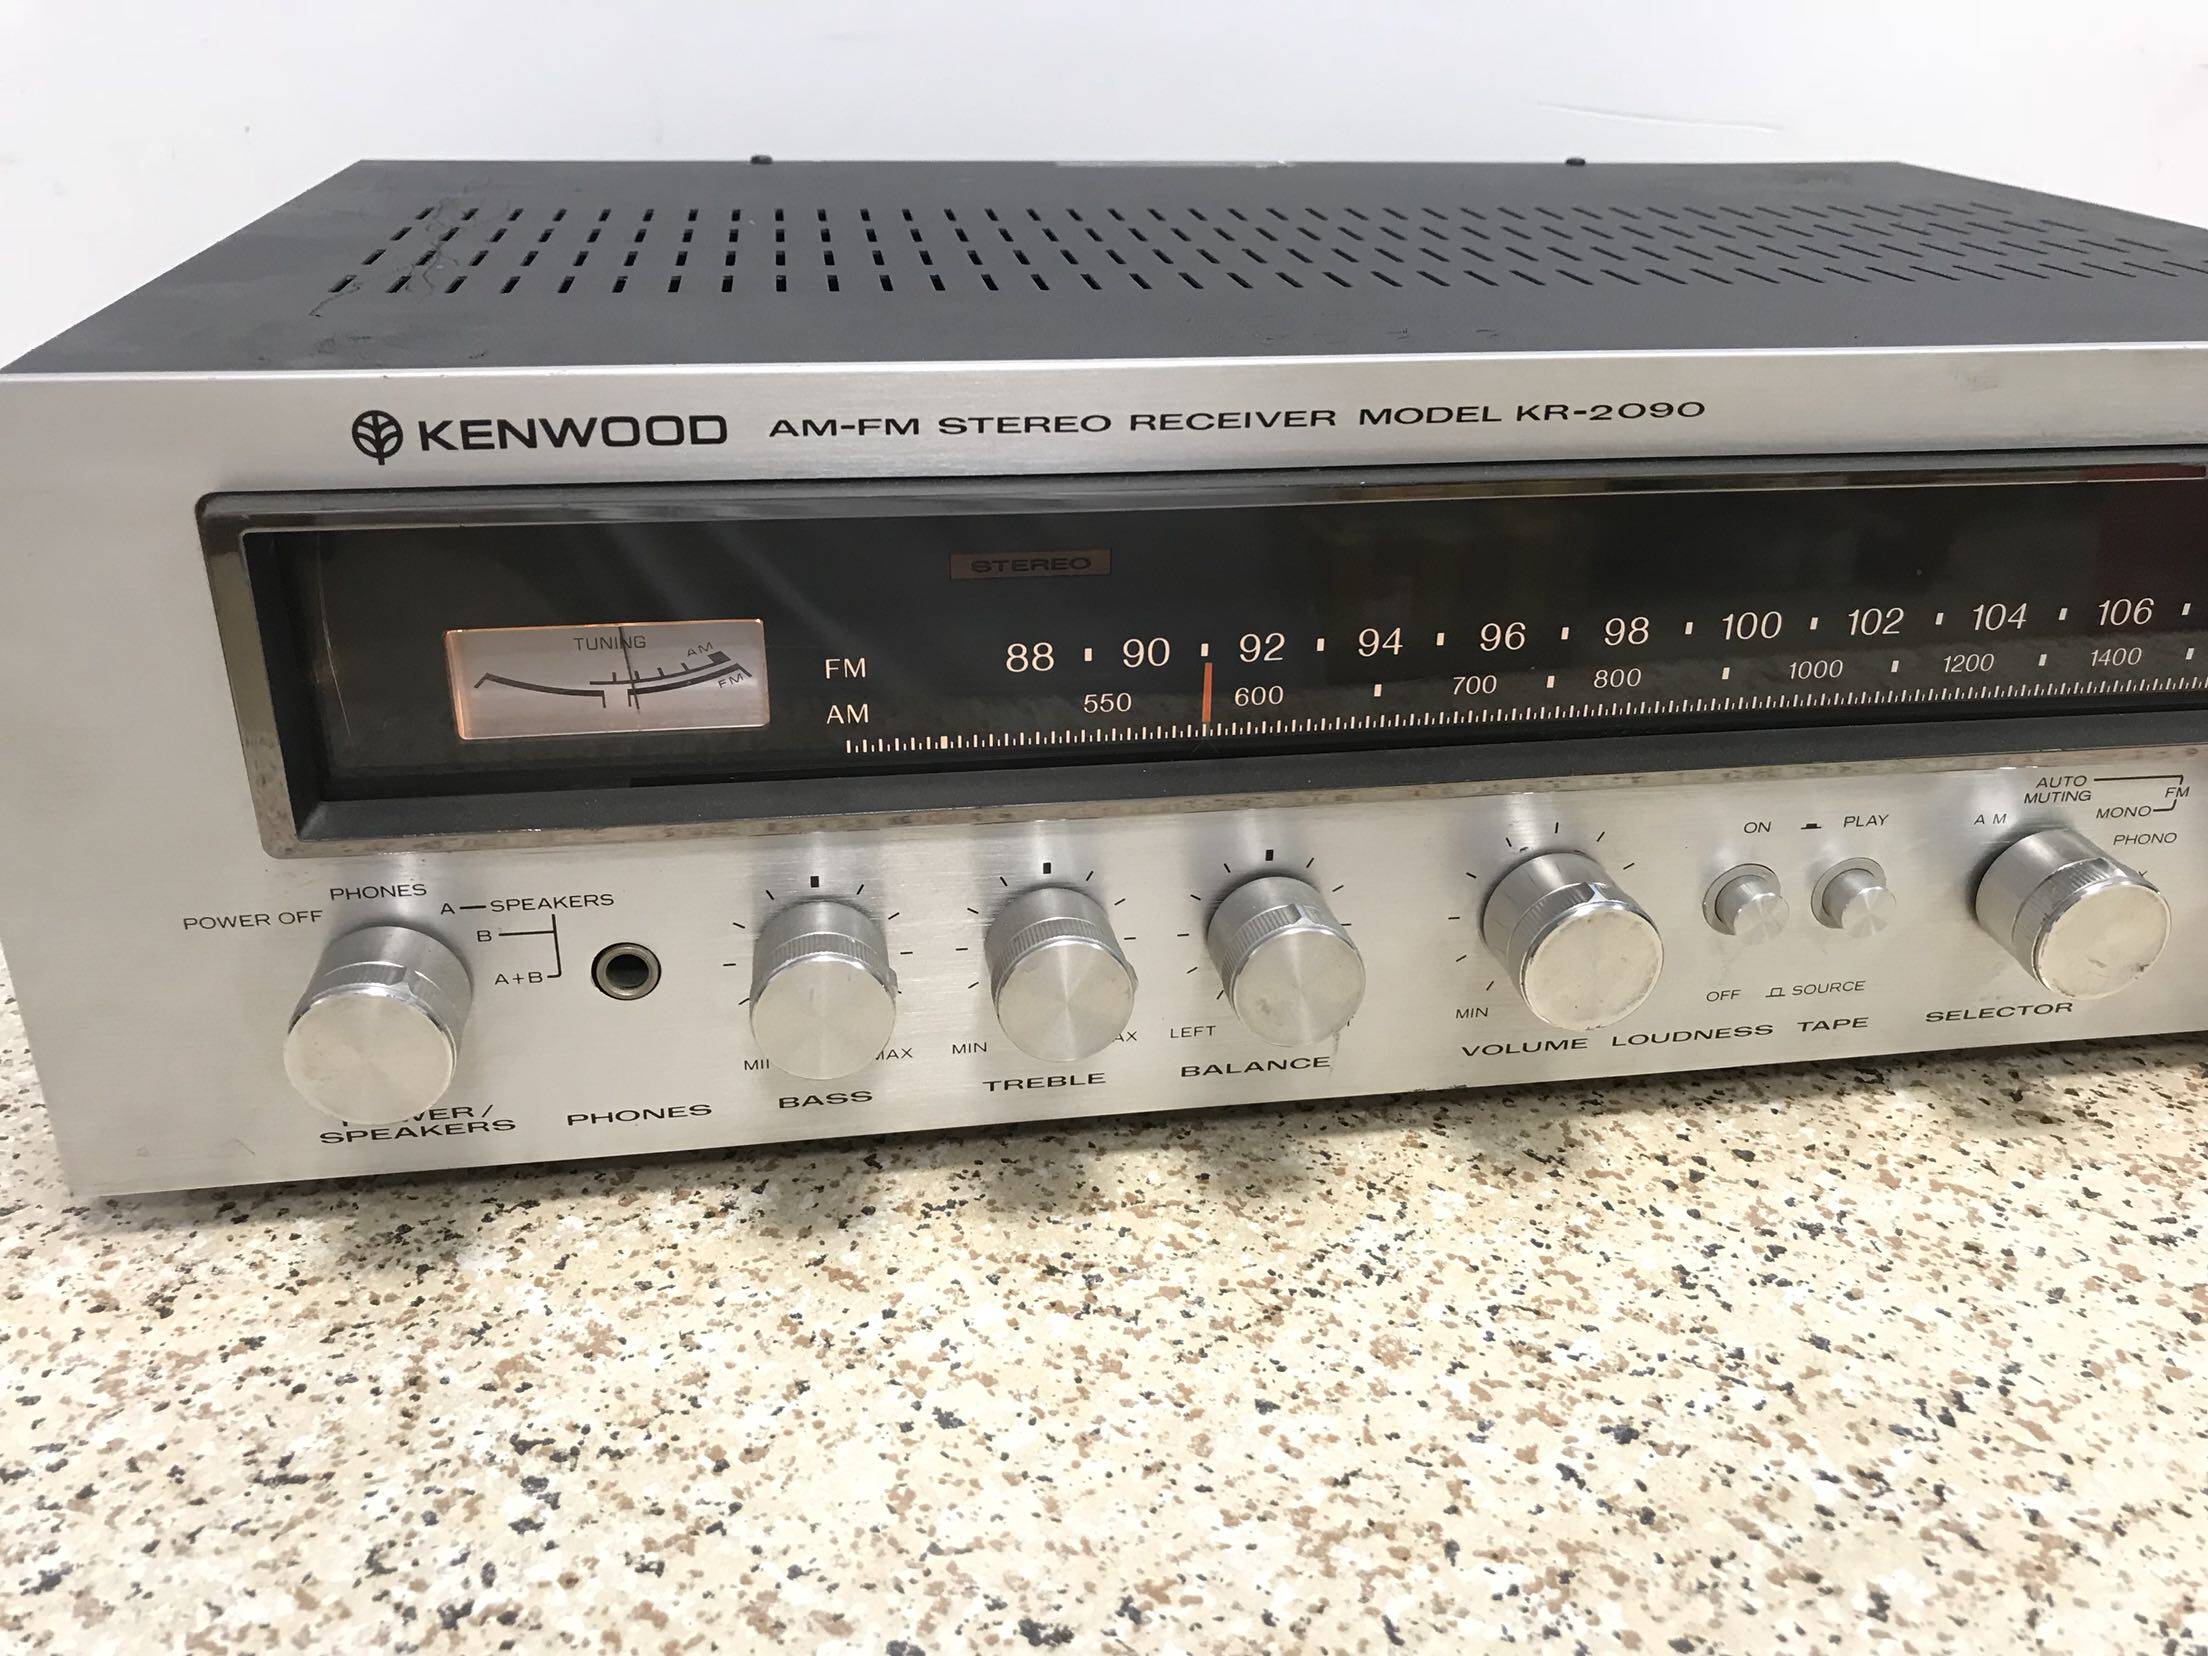 KENWOOD AM-FM STEREO RECEIVER MODEL KR-2090
STEREO
TUNING
AM
FM
FM 88 90 92 94 96 98 100 102 104 106
AM 550 600 700 800 1000 1200 1400
POWER OFF
PHONES
A SPEAKERS
B
A+B
SPEAKERS
PHONES
MAX
BASS
MIN
TREBLE
LEFT
BALANCE
MIN
VOLUME
ON
OFF
LOUDNESS
PLAY
SOURCE
TAPE
AM
AUTO
MUTING
FM
MONO
PHONO
SELECTOR